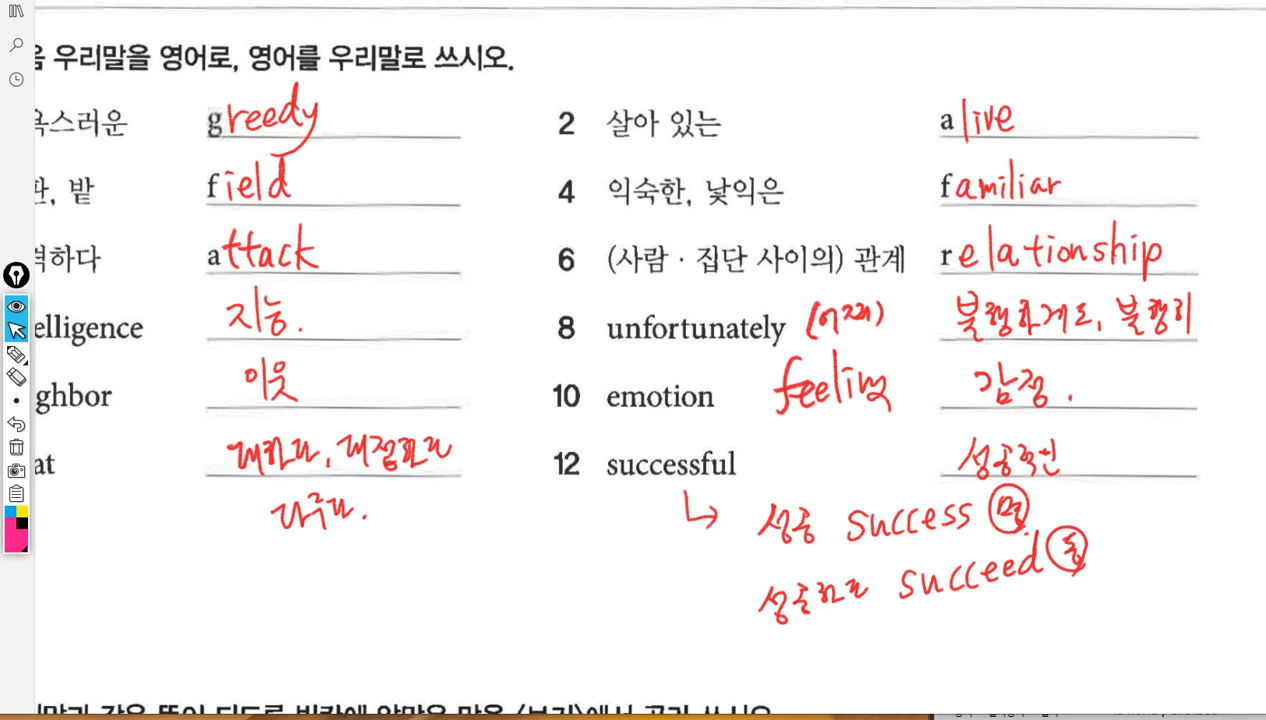 음 우리말을 영어로, 영어를 우리말로 쓰시오.
욕스러운 greedy 2 살아 있는 alive
판, 밭 field 4 익숙한, 낯익은 familiar
격하다 attack 6 (사람 · 집단 사이의) 관계 relationship
elligence 지능. 8 unfortunately 불행하게도, 불행히
ghbor 이웃 10 emotion feeling 감정.
at 대하다, 대접하다 12 successful 성공적인
다루다. 성공 success 명
성공하다 succeed 동